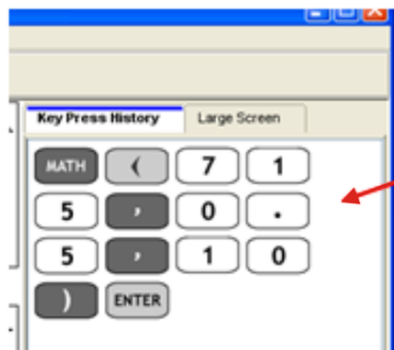 Key Press History Large Screen
MATH ( 7 1
5 , 0 .
5 , 1 0
) ENTER